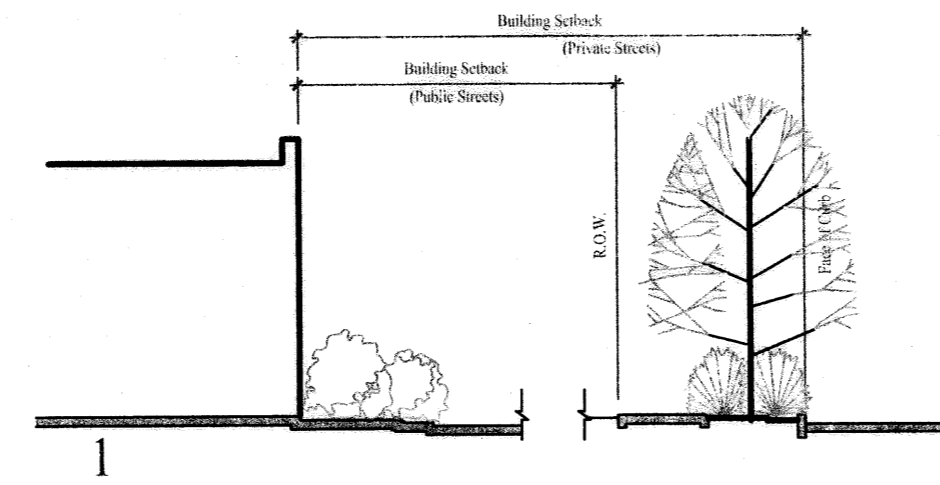 Building Setback
(Private Streets)
Building Setback
(Public Streets)
R.O.W.
Face of Curb
1